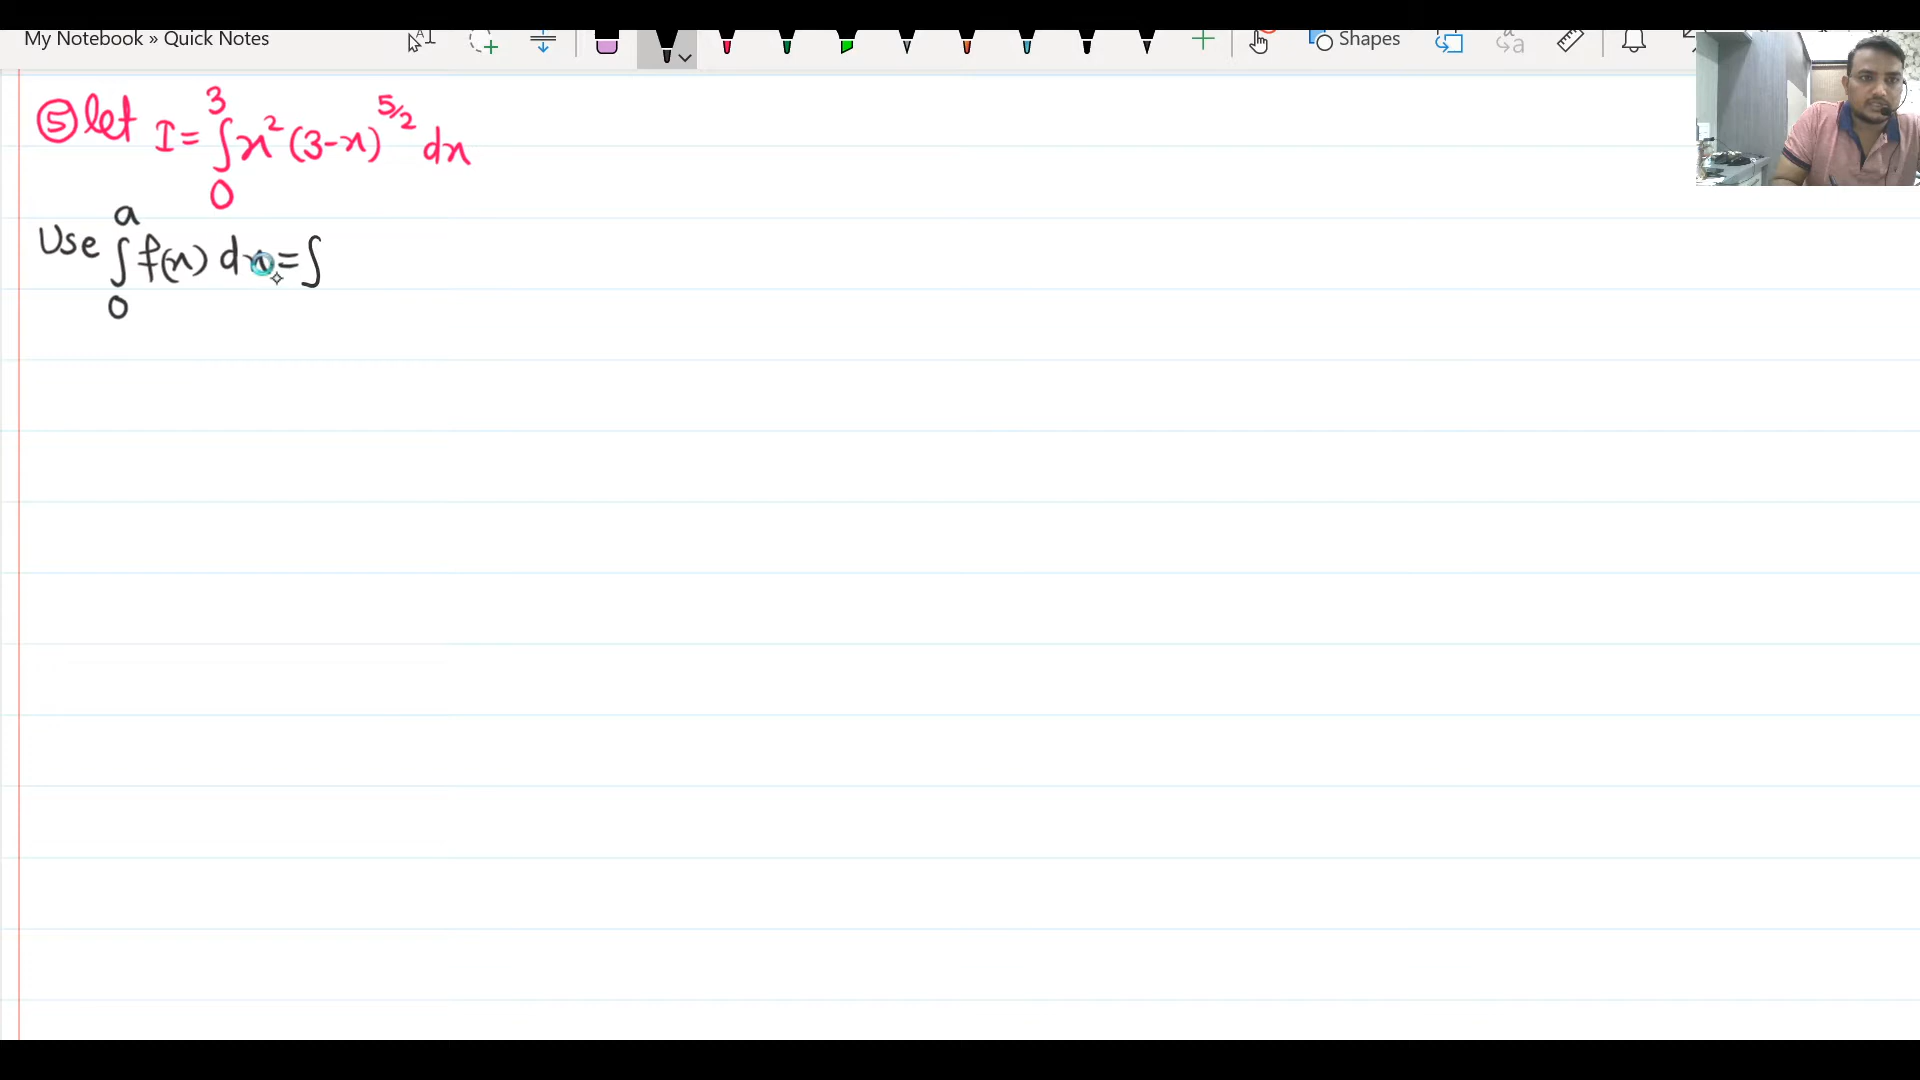 My Notebook » Quick Notes
Shapes
⑤ let I = ∫₀³ x² (3-x)^5/2 dx
Use ∫₀ᵃ f(x) dx = ∫